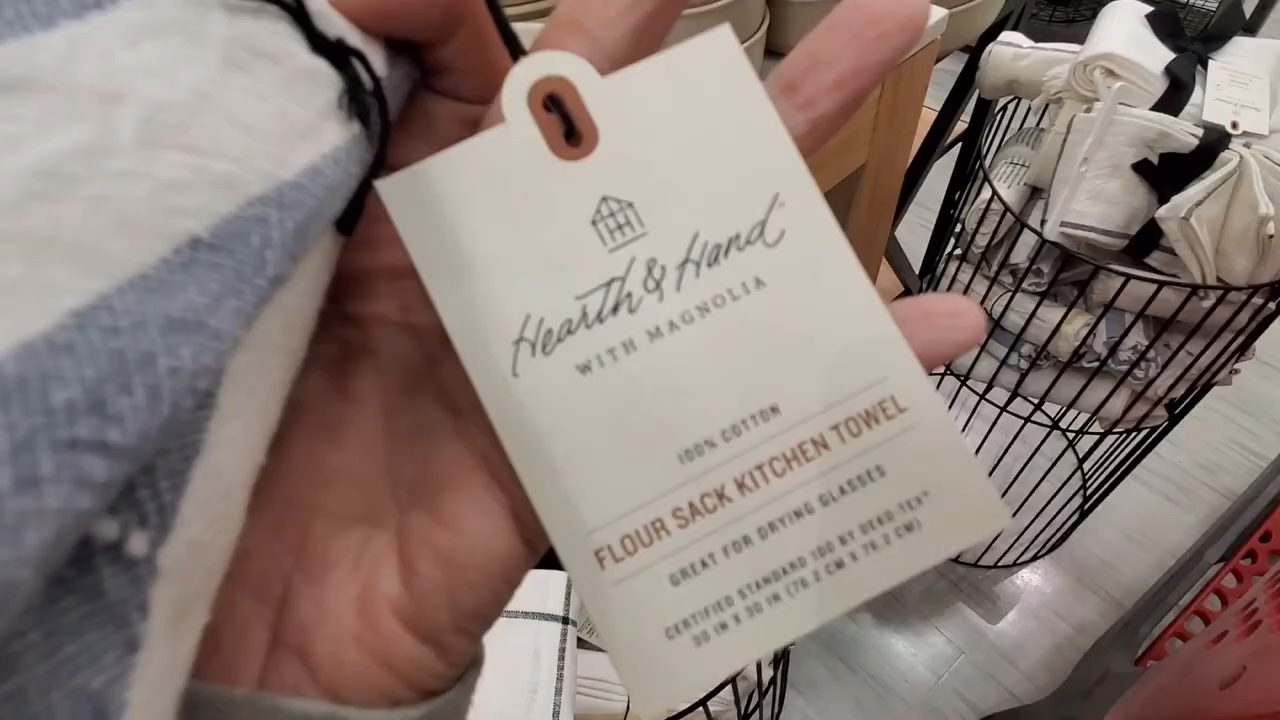 Hearth & Hand™
WITH MAGNOLIA
100% COTTON
FLOUR SACK KITCHEN TOWEL
GREAT FOR DRYING GLASSES
CERTIFIED STANDARD 100 BY OEKO-TEX®
30 IN X 30 IN (76.2 CM X 76.2 CM)